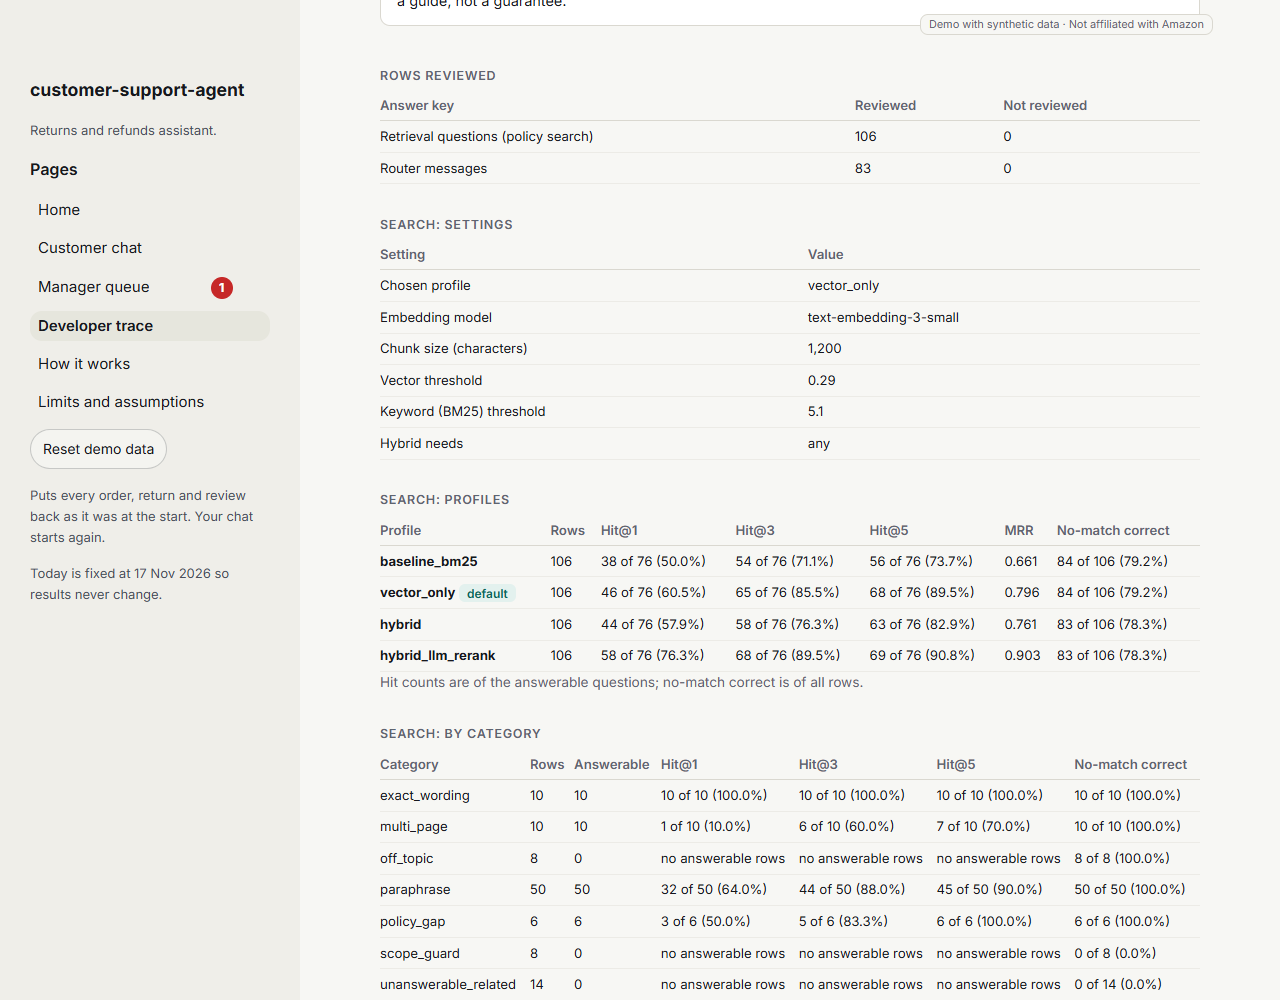 a guide, not a guarantee.
Demo with synthetic data · Not affiliated with Amazon
customer-support-agent
Returns and refunds assistant.
Pages
Home
Customer chat
Manager queue 1
Developer trace
How it works
Limits and assumptions
Reset demo data
Puts every order, return and review
back as it was at the start. Your chat
starts again.
Today is fixed at 17 Nov 2026 so
results never change.
ROWS REVIEWED
Answer key Reviewed Not reviewed
Retrieval questions (policy search) 106 0
Router messages 83 0
SEARCH: SETTINGS
Setting Value
Chosen profile vector_only
Embedding model text-embedding-3-small
Chunk size (characters) 1,200
Vector threshold 0.29
Keyword (BM25) threshold 5.1
Hybrid needs any
SEARCH: PROFILES
Profile Rows Hit@1 Hit@3 Hit@5 MRR No-match correct
baseline_bm25 106 38 of 76 (50.0%) 54 of 76 (71.1%) 56 of 76 (73.7%) 0.661 84 of 106 (79.2%)
vector_only default 106 46 of 76 (60.5%) 65 of 76 (85.5%) 68 of 76 (89.5%) 0.796 84 of 106 (79.2%)
hybrid 106 44 of 76 (57.9%) 58 of 76 (76.3%) 63 of 76 (82.9%) 0.761 83 of 106 (78.3%)
hybrid_llm_rerank 106 58 of 76 (76.3%) 68 of 76 (89.5%) 69 of 76 (90.8%) 0.903 83 of 106 (78.3%)
Hit counts are of the answerable questions; no-match correct is of all rows.
SEARCH: BY CATEGORY
Category Rows Answerable Hit@1 Hit@3 Hit@5 No-match correct
exact_wording 10 10 10 of 10 (100.0%) 10 of 10 (100.0%) 10 of 10 (100.0%) 10 of 10 (100.0%)
multi_page 10 10 1 of 10 (10.0%) 6 of 10 (60.0%) 7 of 10 (70.0%) 10 of 10 (100.0%)
off_topic 8 0 no answerable rows no answerable rows no answerable rows 8 of 8 (100.0%)
paraphrase 50 50 32 of 50 (64.0%) 44 of 50 (88.0%) 45 of 50 (90.0%) 50 of 50 (100.0%)
policy_gap 6 6 3 of 6 (50.0%) 5 of 6 (83.3%) 6 of 6 (100.0%) 6 of 6 (100.0%)
scope_guard 8 0 no answerable rows no answerable rows no answerable rows 0 of 8 (0.0%)
unanswerable_related 14 0 no answerable rows no answerable rows no answerable rows 0 of 14 (0.0%)